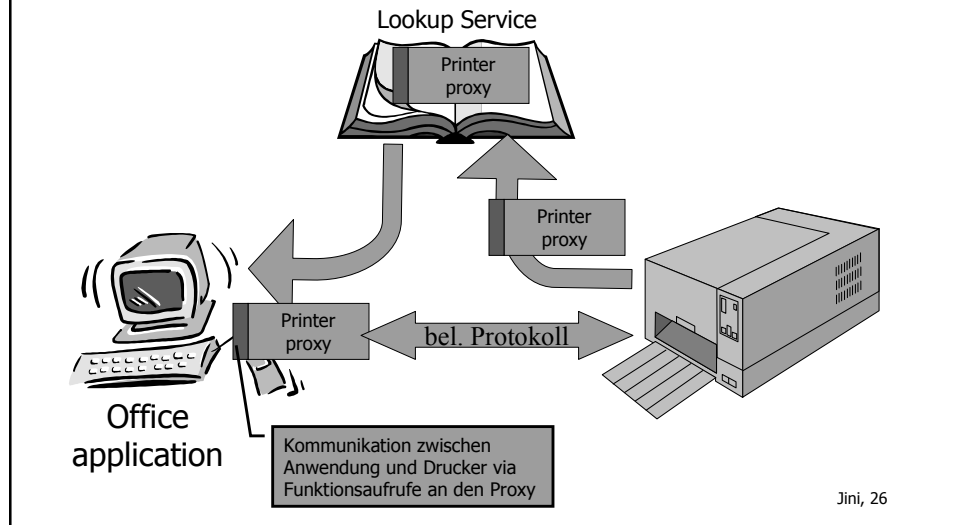 Lookup Service
Printer
proxy
Printer
proxy
Printer
proxy
bel. Protokoll
Office
application
Kommunikation zwischen
Anwendung und Drucker via
Funktionsaufrufe an den Proxy
Jini, 26